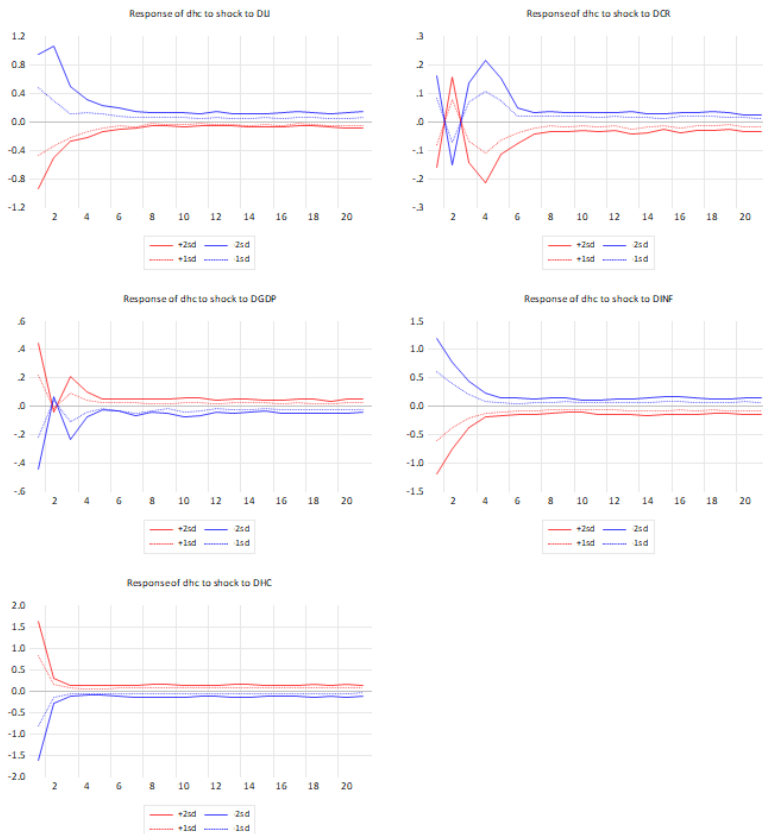 Response of dhc to shock to DLI
1.2
0.8
0.4
0.0
-0.4
-0.8
-1.2
2 4 6 8 10 12 14 16 18 20
+2sd -2sd
+1sd -1sd
Response of dhc to shock to DCR
.3
.2
.1
.0
-.1
-.2
-.3
2 4 6 8 10 12 14 16 18 20
+2sd -2sd
+1sd -1sd
Response of dhc to shock to DGDP
.6
.4
.2
.0
-.2
-.4
-.6
2 4 6 8 10 12 14 16 18 20
+2sd -2sd
+1sd -1sd
Response of dhc to shock to DINF
1.5
1.0
0.5
0.0
-0.5
-1.0
-1.5
2 4 6 8 10 12 14 16 18 20
+2sd -2sd
+1sd -1sd
Response of dhc to shock to DHC
2.0
1.5
1.0
0.5
0.0
-0.5
-1.0
-1.5
-2.0
2 4 6 8 10 12 14 16 18 20
+2sd -2sd
+1sd -1sd